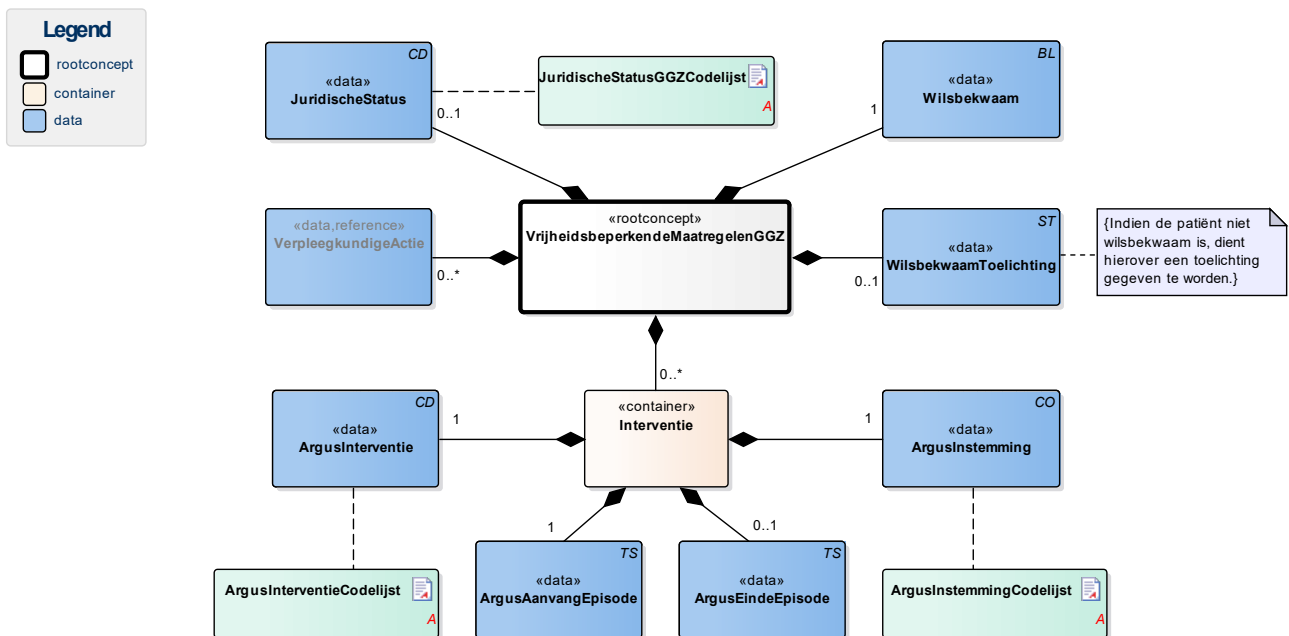 Legend
rootconcept
container
data
CD
«data»
JuridischeStatus
0..1
JuridischeStatusGGZCodelijst
A
BL
«data»
Wilsbekwaam
1
«data,reference»
VerpleegkundigeActie
0..*
«rootconcept»
VrijheidsbeperkendeMaatregelenGGZ
ST
«data»
WilsbekwaamToelichting
0..1
{Indien de patiënt niet
wilsbekwaam is, dient
hierover een toelichting
gegeven te worden.}
0..*
CD
«data»
ArgusInterventie
1
«container»
Interventie
CO
«data»
ArgusInstemming
1
1
0..1
ArgusInterventieCodelijst
A
TS
«data»
ArgusAanvangEpisode
TS
«data»
ArgusEindeEpisode
ArgusInstemmingCodelijst
A